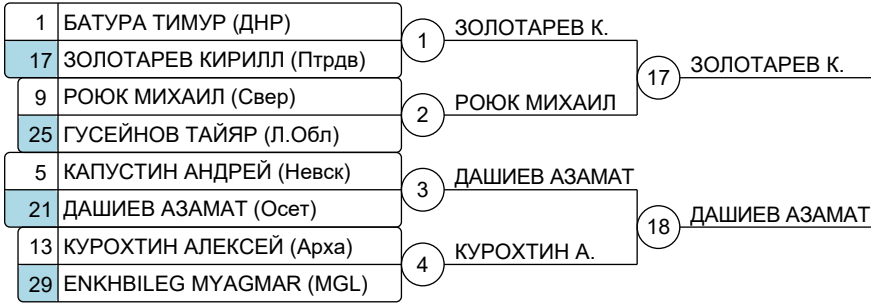 1 БАТУРА ТИМУР (ДНР)
17 ЗОЛОТАРЕВ КИРИЛЛ (Птрдв)
9 РОЮК МИХАИЛ (Свер)
25 ГУСЕЙНОВ ТАЙЯР (Л.Обл)
5 КАПУСТИН АНДРЕЙ (Невск)
21 ДАШИЕВ АЗАМАТ (Осет)
13 КУРОХТИН АЛЕКСЕЙ (Арха)
29 ENKHBILEG MYAGMAR (MGL)
1 ЗОЛОТАРЕВ К.
2 РОЮК МИХАИЛ
3 ДАШИЕВ АЗАМАТ
4 КУРОХТИН А.
17 ЗОЛОТАРЕВ К.
18 ДАШИЕВ АЗАМАТ